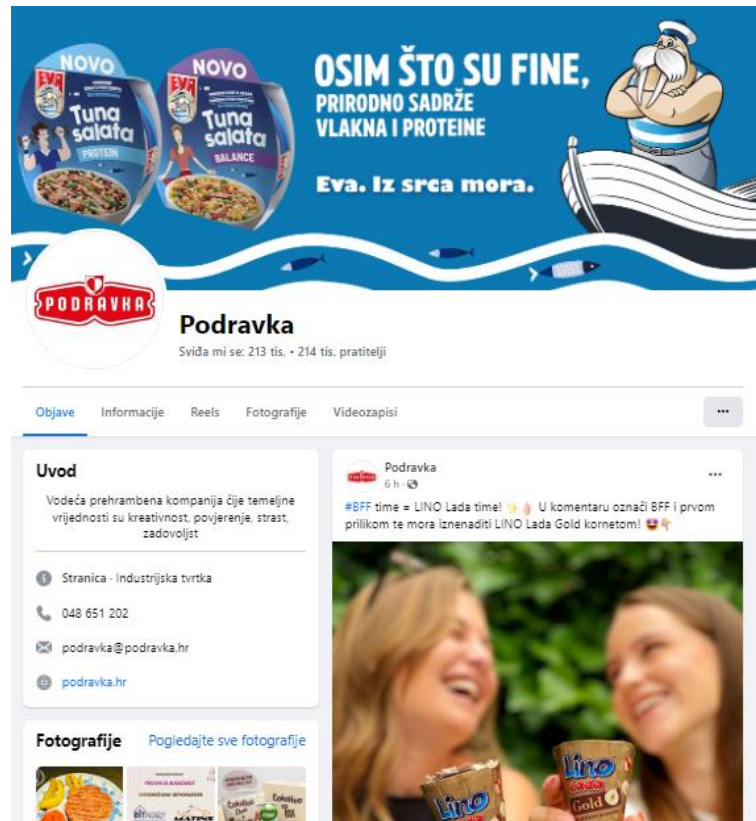 NOVO
EVA
Tuna
salata
PROTEIN
NOVO
EVA
Tuna
salata
BALANCE
OSIM ŠTO SU FINE,
PRIRODNO SADRŽE
VLAKNA I PROTEINE
Eva. Iz srca mora.
PODRAVKA
Podravka
Sviđa mi se: 213 tis. • 214 tis. pratitelji
Objave Informacije Reels Fotografije Videozapisi
Uvod
Vodeća prehrambena kompanija čije temeljne
vrijednosti su kreativnost, povjerenje, strast,
zadovoljst
Stranica · Industrijska tvrtka
048 651 202
podravka@podravka.hr
podravka.hr
Fotografije Pogledajte sve fotografije
Čokolino
Čokolino
Podravka
6 h
#BFF time = LINO Lada time! ✨👆 U komentaru označi BFF i prvom
prilikom te mora iznenaditi LINO Lada Gold kornetom! 🤩👇
Lino
lada
Lino
lada
Gold